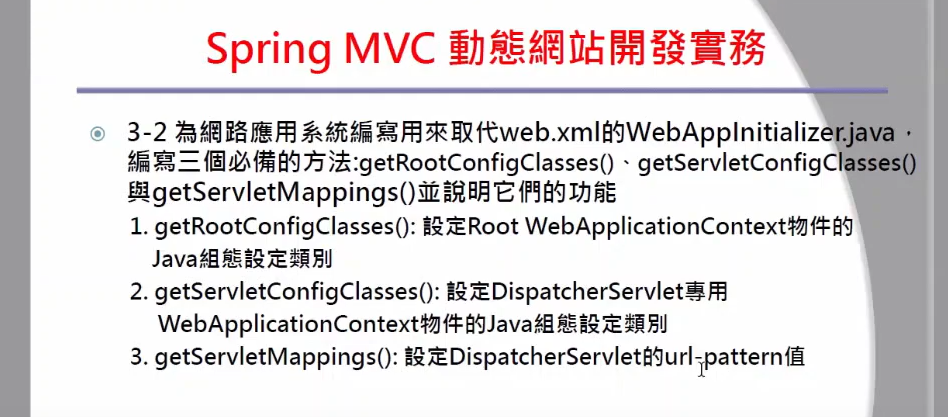 Spring MVC 動態網站開發實務
3-2 為網路應用系統編寫用來取代web.xml的WebAppInitializer.java，
編寫三個必備的方法:getRootConfigClasses()、getServletConfigClasses()
與getServletMappings()並說明它們的功能
1. getRootConfigClasses(): 設定Root WebApplicationContext物件的
Java組態設定類別
2. getServletConfigClasses(): 設定DispatcherServlet專用
WebApplicationContext物件的Java組態設定類別
3. getServletMappings(): 設定DispatcherServlet的url-pattern值